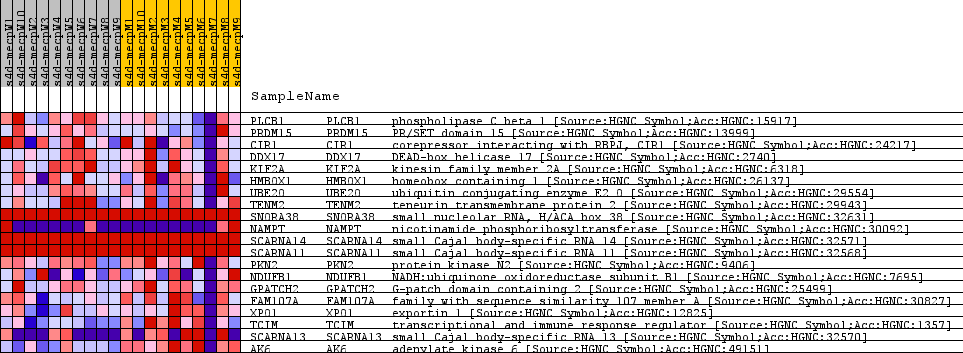 s4d-mecpW1
s4d-mecpW10
s4d-mecpW2
s4d-mecpW3
s4d-mecpW4
s4d-mecpW5
s4d-mecpW6
s4d-mecpW7
s4d-mecpW8
s4d-mecpW9
s4d-mecpM1
s4d-mecpM10
s4d-mecpM2
s4d-mecpM3
s4d-mecpM4
s4d-mecpM5
s4d-mecpM6
s4d-mecpM7
s4d-mecpM8
s4d-mecpM9
SampleName
PLCB1 PLCB1 phospholipase C beta 1 [Source:HGNC Symbol;Acc:HGNC:15917]
PRDM15 PRDM15 PR/SET domain 15 [Source:HGNC Symbol;Acc:HGNC:13999]
CIR1 CIR1 corepressor interacting with RBPJ, CIR1 [Source:HGNC Symbol;Acc:HGNC:24217]
DDX17 DDX17 DEAD-box helicase 17 [Source:HGNC Symbol;Acc:HGNC:2740]
KIF2A KIF2A kinesin family member 2A [Source:HGNC Symbol;Acc:HGNC:6318]
HMBOX1 HMBOX1 homeobox containing 1 [Source:HGNC Symbol;Acc:HGNC:26137]
UBE2O UBE2O ubiquitin conjugating enzyme E2 O [Source:HGNC Symbol;Acc:HGNC:29554]
TENM2 TENM2 teneurin transmembrane protein 2 [Source:HGNC Symbol;Acc:HGNC:29943]
SNORA38 SNORA38 small nucleolar RNA, H/ACA box 38 [Source:HGNC Symbol;Acc:HGNC:32631]
NAMPT NAMPT nicotinamide phosphoribosyltransferase [Source:HGNC Symbol;Acc:HGNC:30092]
SCARNA14 SCARNA14 small Cajal body-specific RNA 14 [Source:HGNC Symbol;Acc:HGNC:32571]
SCARNA11 SCARNA11 small Cajal body-specific RNA 11 [Source:HGNC Symbol;Acc:HGNC:32568]
PKN2 PKN2 protein kinase N2 [Source:HGNC Symbol;Acc:HGNC:9406]
NDUFB1 NDUFB1 NADH:ubiquinone oxidoreductase subunit B1 [Source:HGNC Symbol;Acc:HGNC:7695]
GPATCH2 GPATCH2 G-patch domain containing 2 [Source:HGNC Symbol;Acc:HGNC:25499]
FAM107A FAM107A family with sequence similarity 107 member A [Source:HGNC Symbol;Acc:HGNC:30827]
XPO1 XPO1 exportin 1 [Source:HGNC Symbol;Acc:HGNC:12825]
TCIM TCIM transcriptional and immune response regulator [Source:HGNC Symbol;Acc:HGNC:1357]
SCARNA13 SCARNA13 small Cajal body-specific RNA 13 [Source:HGNC Symbol;Acc:HGNC:32570]
AK6 AK6 adenylate kinase 6 [Source:HGNC Symbol;Acc:HGNC:49151]